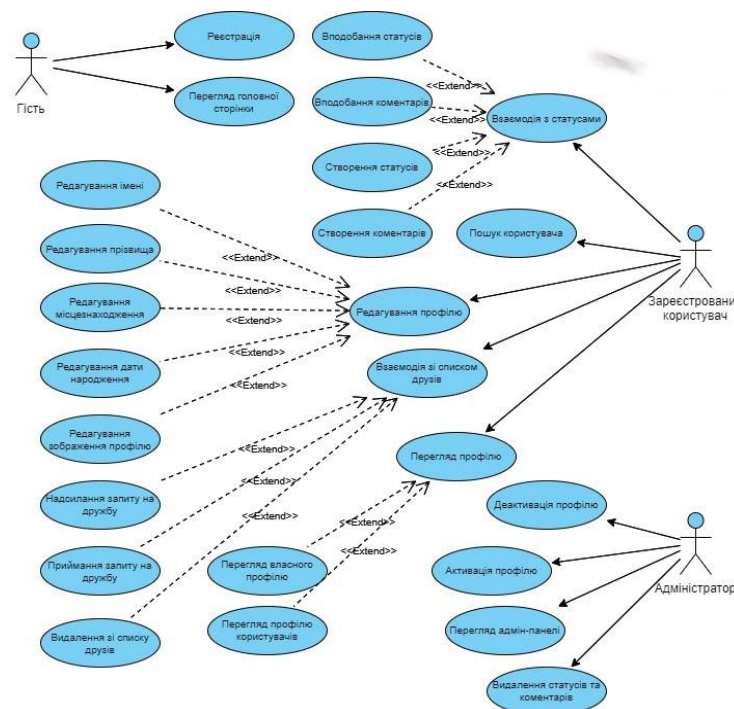 Реєстрація
Вподобання статусів
Гість
Перегляд головної
сторінки
<<Extend>>
Вподобання коментарів
<<Extend>>
Взаємодія з статусами
<<Extend>>
Створення статусів
<<Extend>>
Створення коментарів
Пошук користувача
Зареєстрований
користувач
Редагування імені
Редагування прізвища
<<Extend>>
<<Extend>>
Редагування
місцезнаходження
<<Extend>>
Редагування профілю
<<Extend>>
Редагування дати
народження
<<Extend>>
Взаємодія зі списком
друзів
Редагування
зображення профілю
<<Extend>>
Перегляд профілю
Надсилання запиту на
дружбу
<<Extend>>
<<Extend>>
Приймання запиту на
дружбу
<<Extend>>
Перегляд власного
профілю
<<Extend>>
Видалення зі списку
друзів
Перегляд профілю
користувачів
Деактивація профілю
Активація профілю
Адміністратор
Перегляд адмін-панелі
Видалення статусів та
коментарів